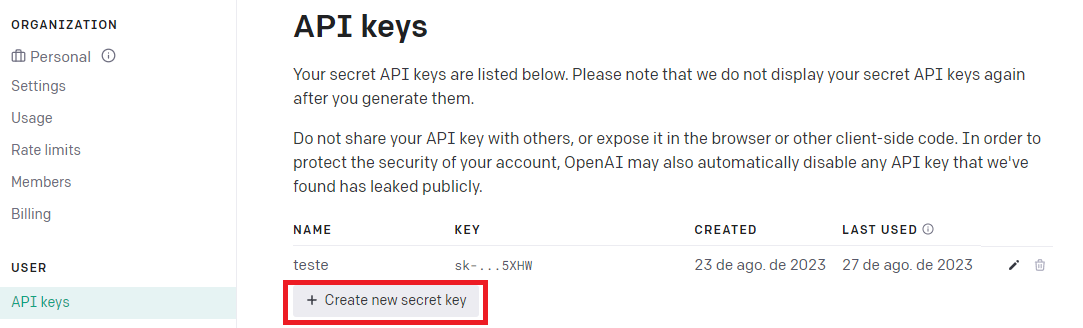 ORGANIZATION
Personal
Settings
Usage
Rate limits
Members
Billing
USER
API keys
API keys
Your secret API keys are listed below. Please note that we do not display your secret API keys again
after you generate them.
Do not share your API key with others, or expose it in the browser or other client-side code. In order to
protect the security of your account, OpenAI may also automatically disable any API key that we've
found has leaked publicly.
NAME KEY CREATED LAST USED
teste sk-...5XHW 23 de ago. de 2023 27 de ago. de 2023
+ Create new secret key